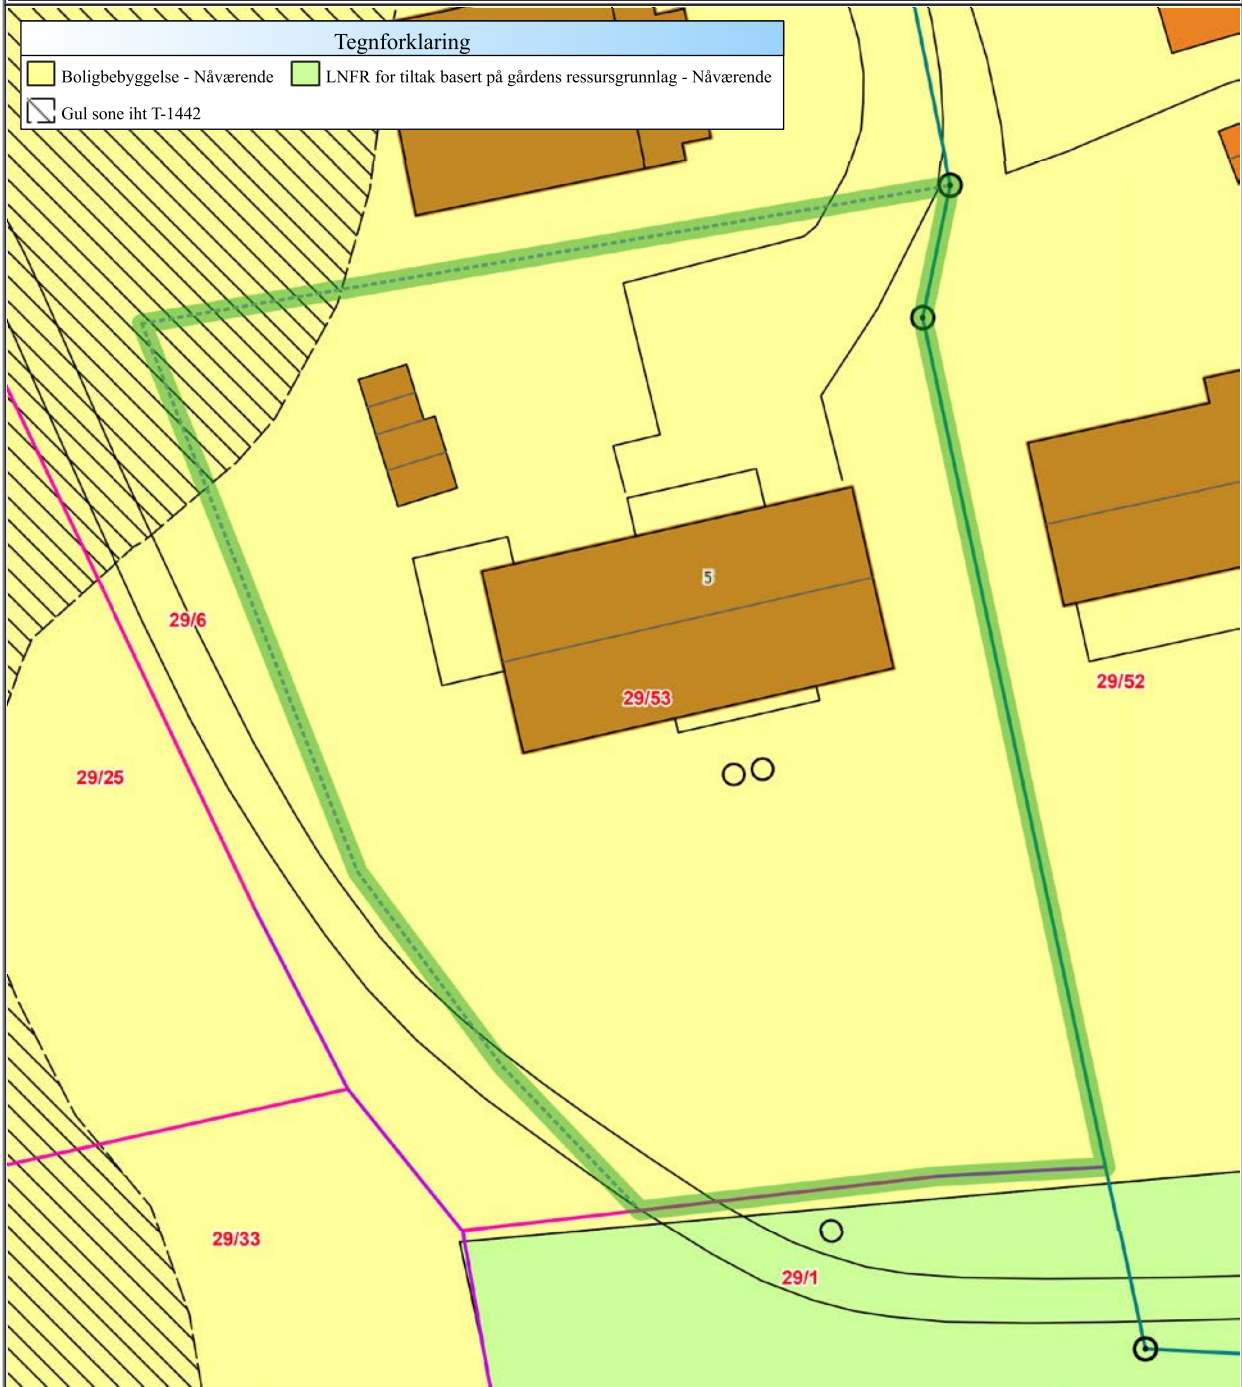 Tegnforklaring
Boligbebyggelse - Nåværende LNFR for tiltak basert på gårdens ressursgrunnlag - Nåværende
Gul sone iht T-1442
5
29/6
29/53
29/52
29/25
29/33
29/1